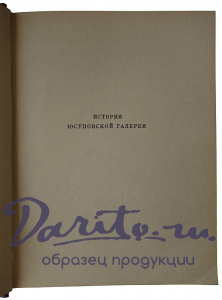 ИСТОРИЯ
ЮСУПОВСКОЙ ГАЛЕРЕИ
Darito.ru
образец продукции